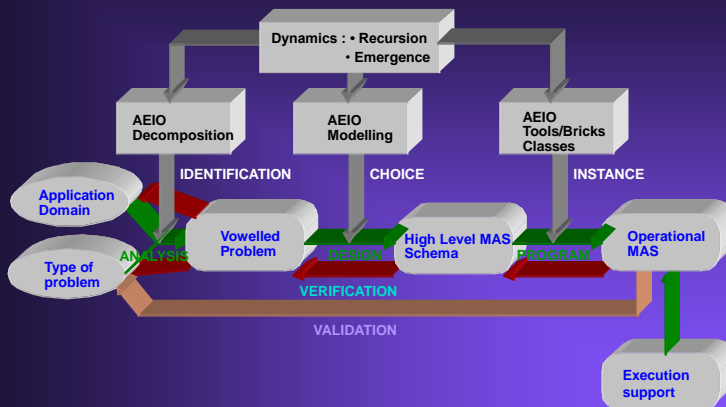 Dynamics : • Recursion
• Emergence
AEIO
Decomposition
AEIO
Modelling
AEIO
Tools/Bricks
Classes
IDENTIFICATION
CHOICE
INSTANCE
Application
Domain
Type of
problem
ANALYSIS
Vowelled
Problem
DESIGN
High Level MAS
Schema
PROGRAM
Operational
MAS
VERIFICATION
VALIDATION
Execution
support